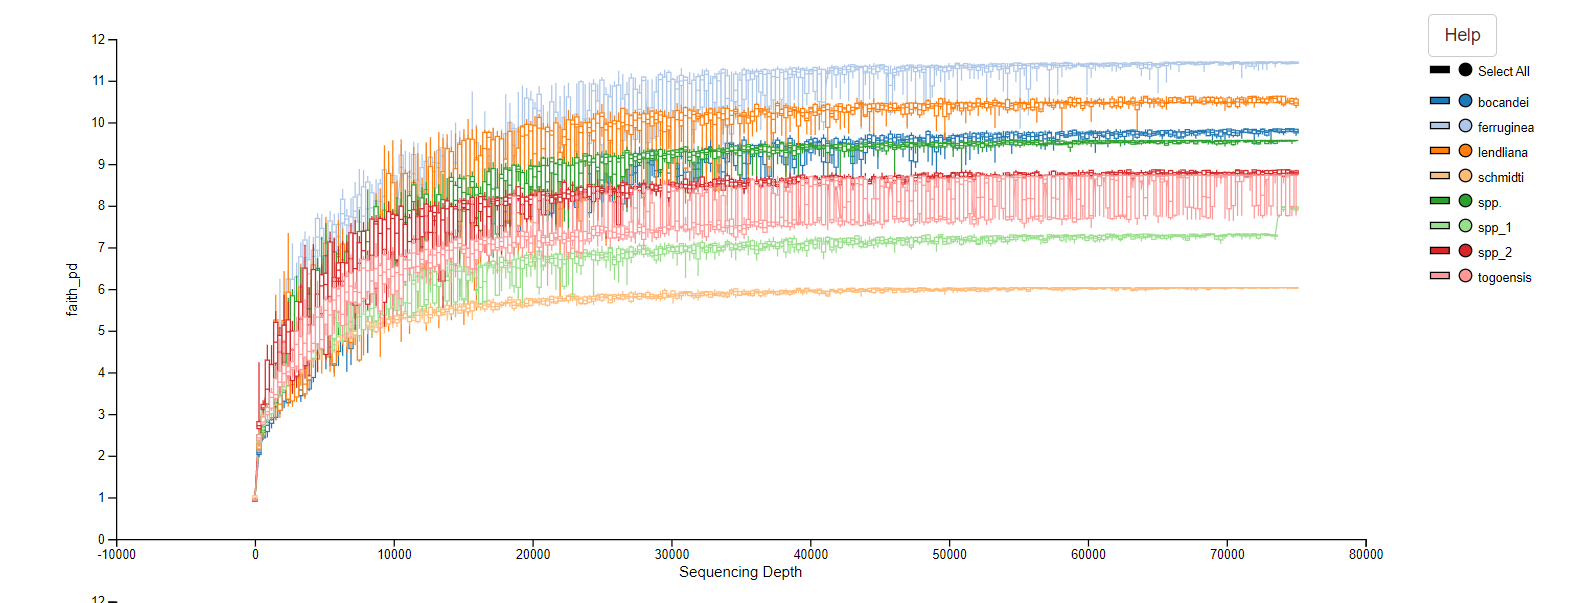 12
11
10
9
8
7
6
5
4
3
2
1
0
faith_pd
-10000 0 10000 20000 30000 40000 50000 60000 70000 80000
Sequencing Depth
Help
Select All
bocandei
ferruginea
lendliana
schmidti
spp.
spp_1
spp_2
togoensis
12